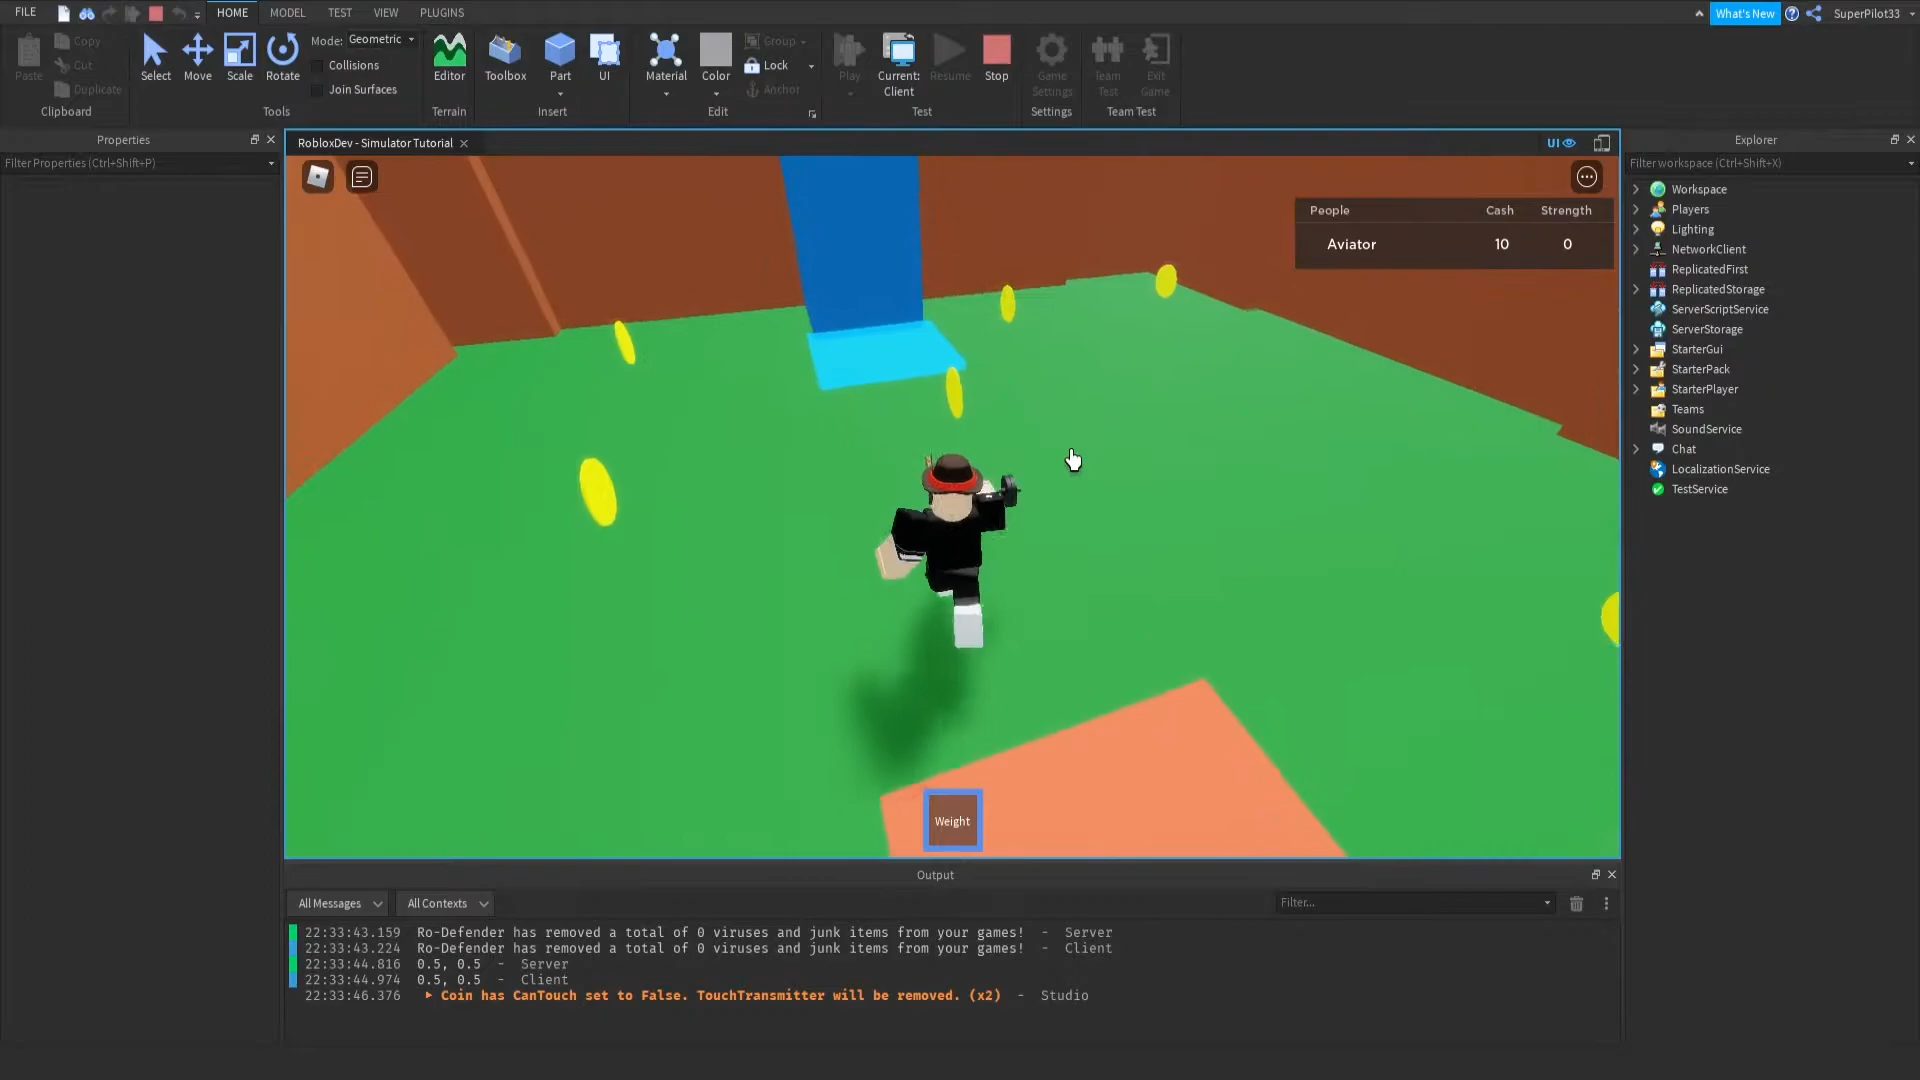 FILE
HOME
MODEL
TEST
VIEW
PLUGINS
What's New
SuperPilot33
Paste
Copy
Cut
Duplicate
Clipboard
Select
Move
Scale
Rotate
Mode: Geometric
Collisions
Join Surfaces
Tools
Editor
Terrain
Toolbox
Part
UI
Insert
Material
Color
Group
Lock
Anchor
Edit
Play
Current:
Client
Resume
Stop
Test
Game
Settings
Settings
Team
Test
Exit
Game
Team Test
Properties
Filter Properties (Ctrl+Shift+P)
RobloxDev - Simulator Tutorial
UI
People Cash Strength
Aviator 10 0
Weight
Explorer
Filter workspace (Ctrl+Shift+X)
Workspace
Players
Lighting
NetworkClient
ReplicatedFirst
ReplicatedStorage
ServerScriptService
ServerStorage
StarterGui
StarterPack
StarterPlayer
Teams
SoundService
Chat
LocalizationService
TestService
Output
All Messages
All Contexts
Filter...
22:33:43.159 Ro-Defender has removed a total of 0 viruses and junk items from your games! - Server
22:33:43.224 Ro-Defender has removed a total of 0 viruses and junk items from your games! - Client
22:33:44.816 0.5, 0.5 - Server
22:33:44.974 0.5, 0.5 - Client
22:33:46.376 Coin has CanTouch set to False. TouchTransmitter will be removed. (x2) - Studio